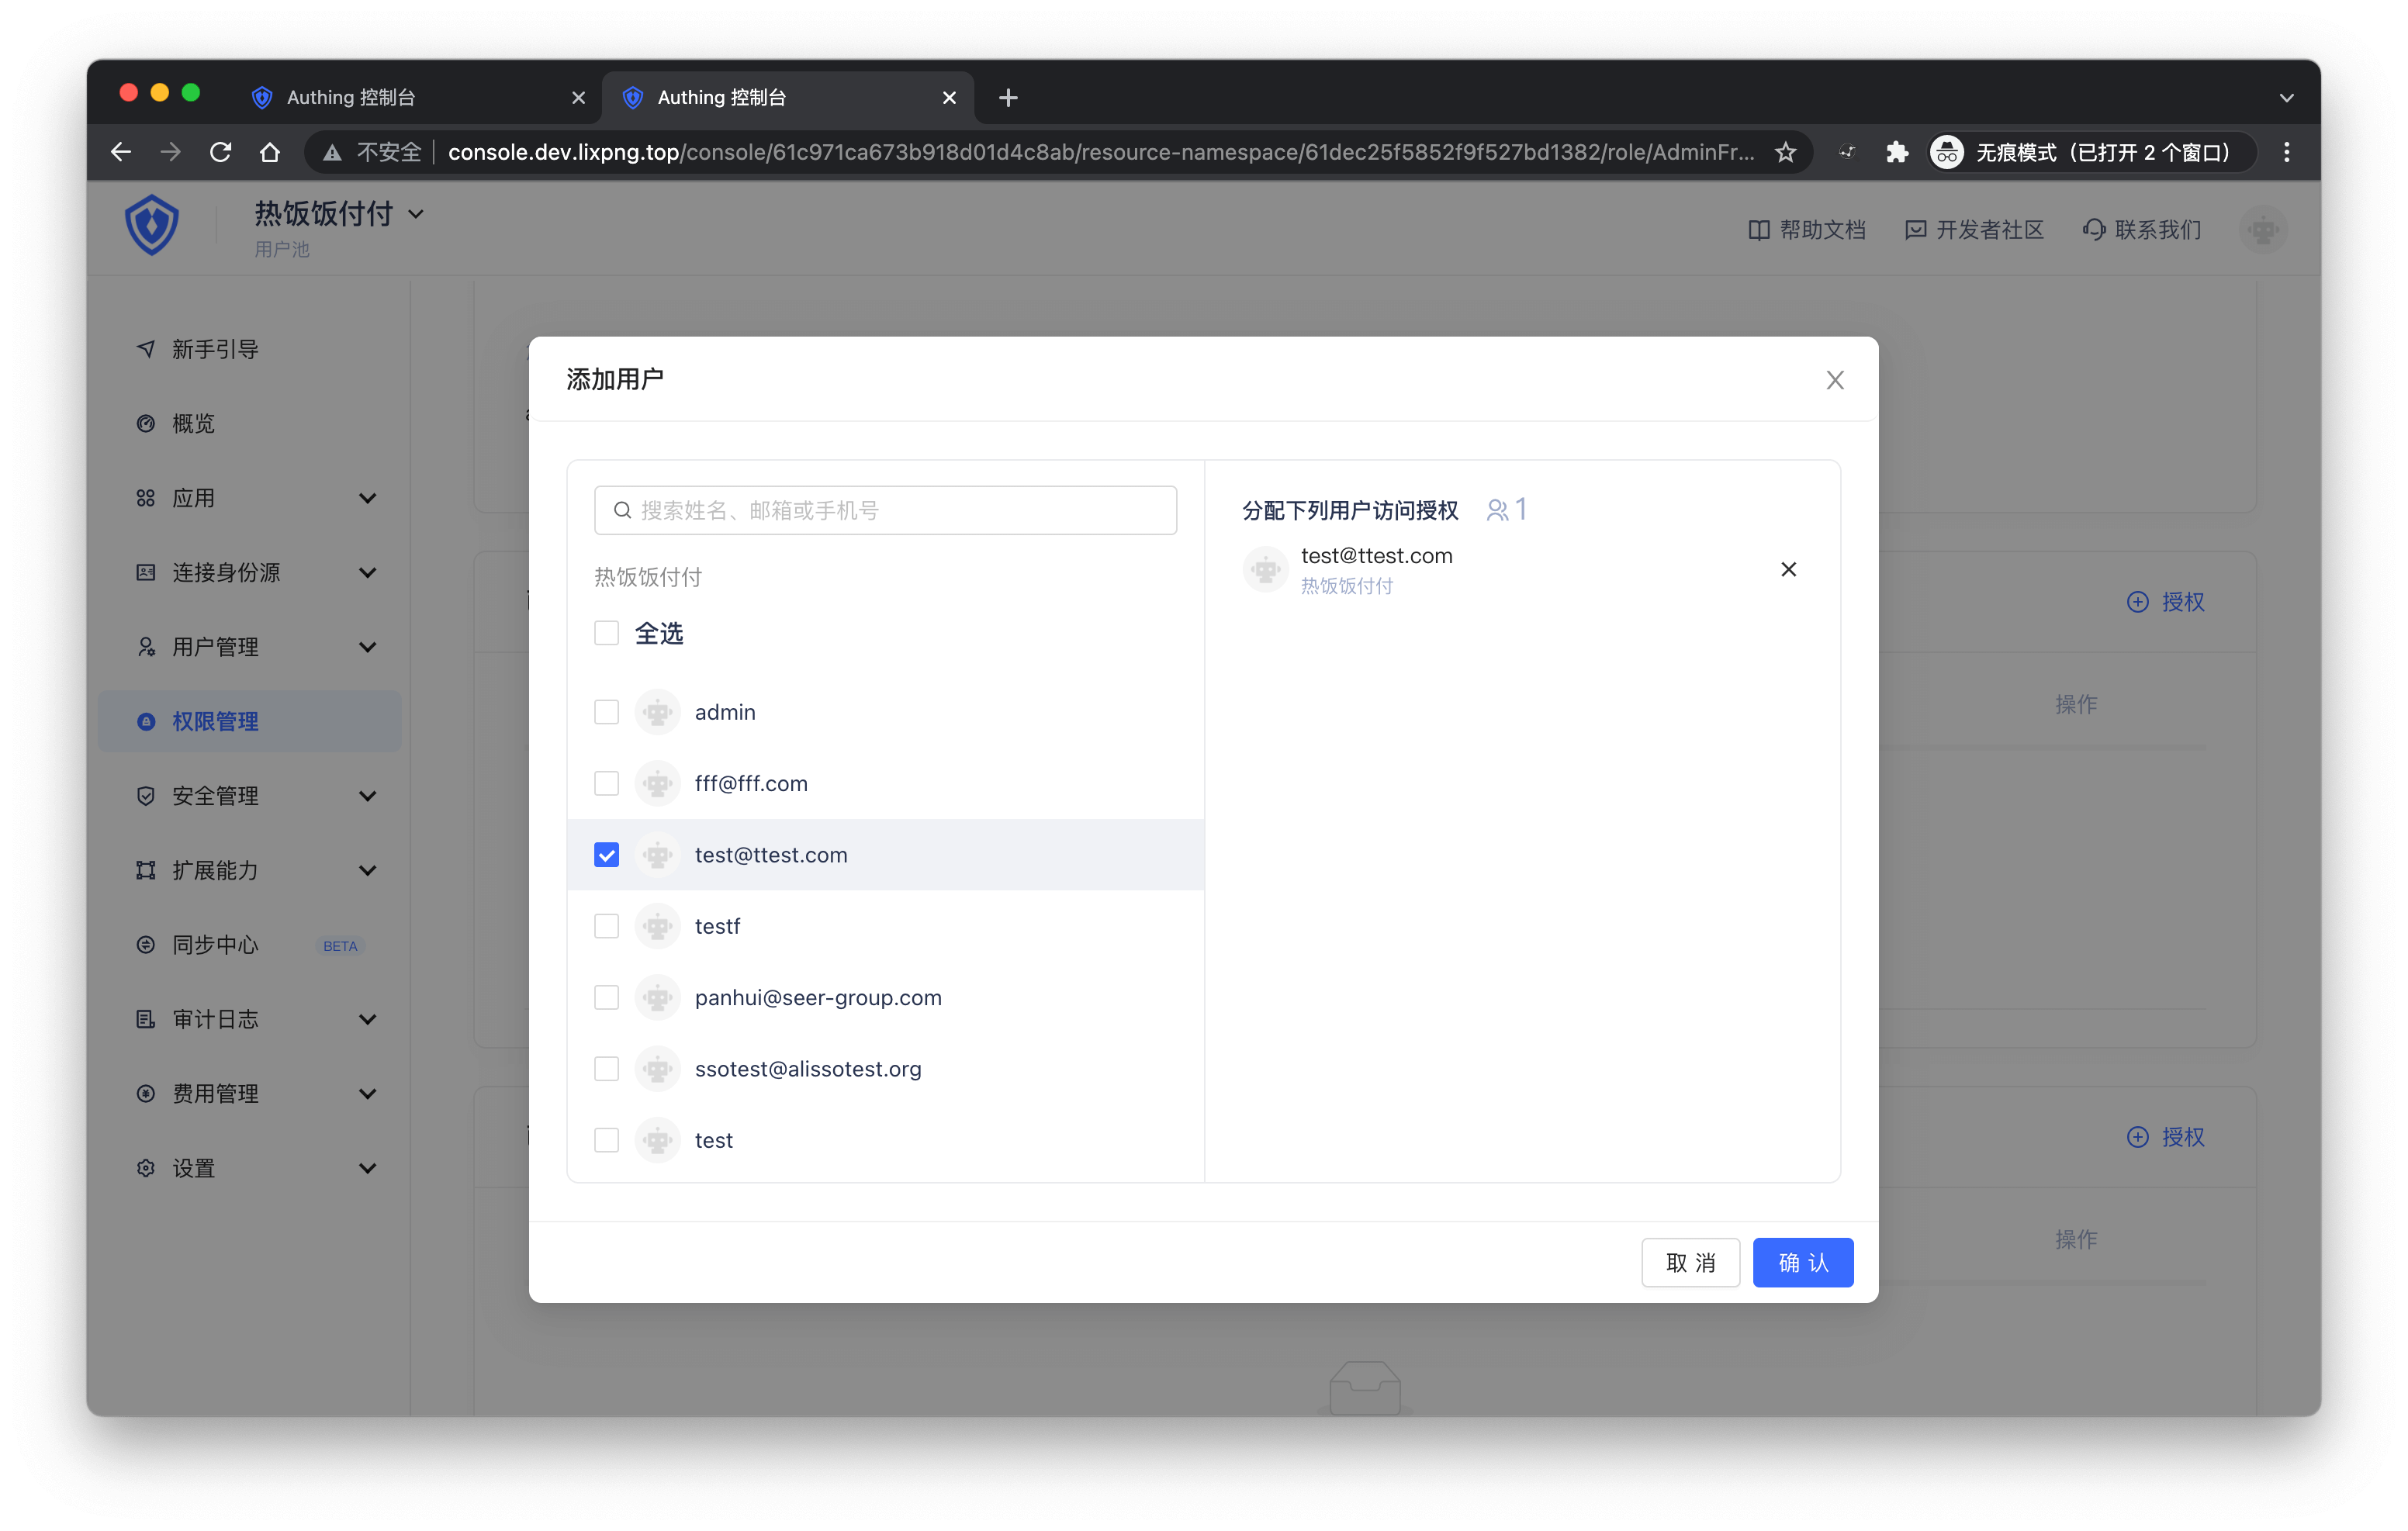 Authing 控制台
Authing 控制台
不安全
console.dev.lixpng.top/console/61c971ca673b918d01d4c8ab/resource-namespace/61dec25f5852f9f527bd1382/role/AdminFr...
无痕模式（已打开 2 个窗口）
热饭饭付付
用户池
帮助文档
开发者社区
联系我们
新手引导
概览
应用
连接身份源
用户管理
权限管理
安全管理
扩展能力
同步中心 BETA
审计日志
费用管理
设置
添加用户
搜索姓名、邮箱或手机号
热饭饭付付
全选
admin
fff@fff.com
test@ttest.com
testf
panhui@seer-group.com
ssotest@alissotest.org
test
分配下列用户访问授权 1
test@ttest.com
热饭饭付付
取 消
确 认
授权
操作
授权
操作